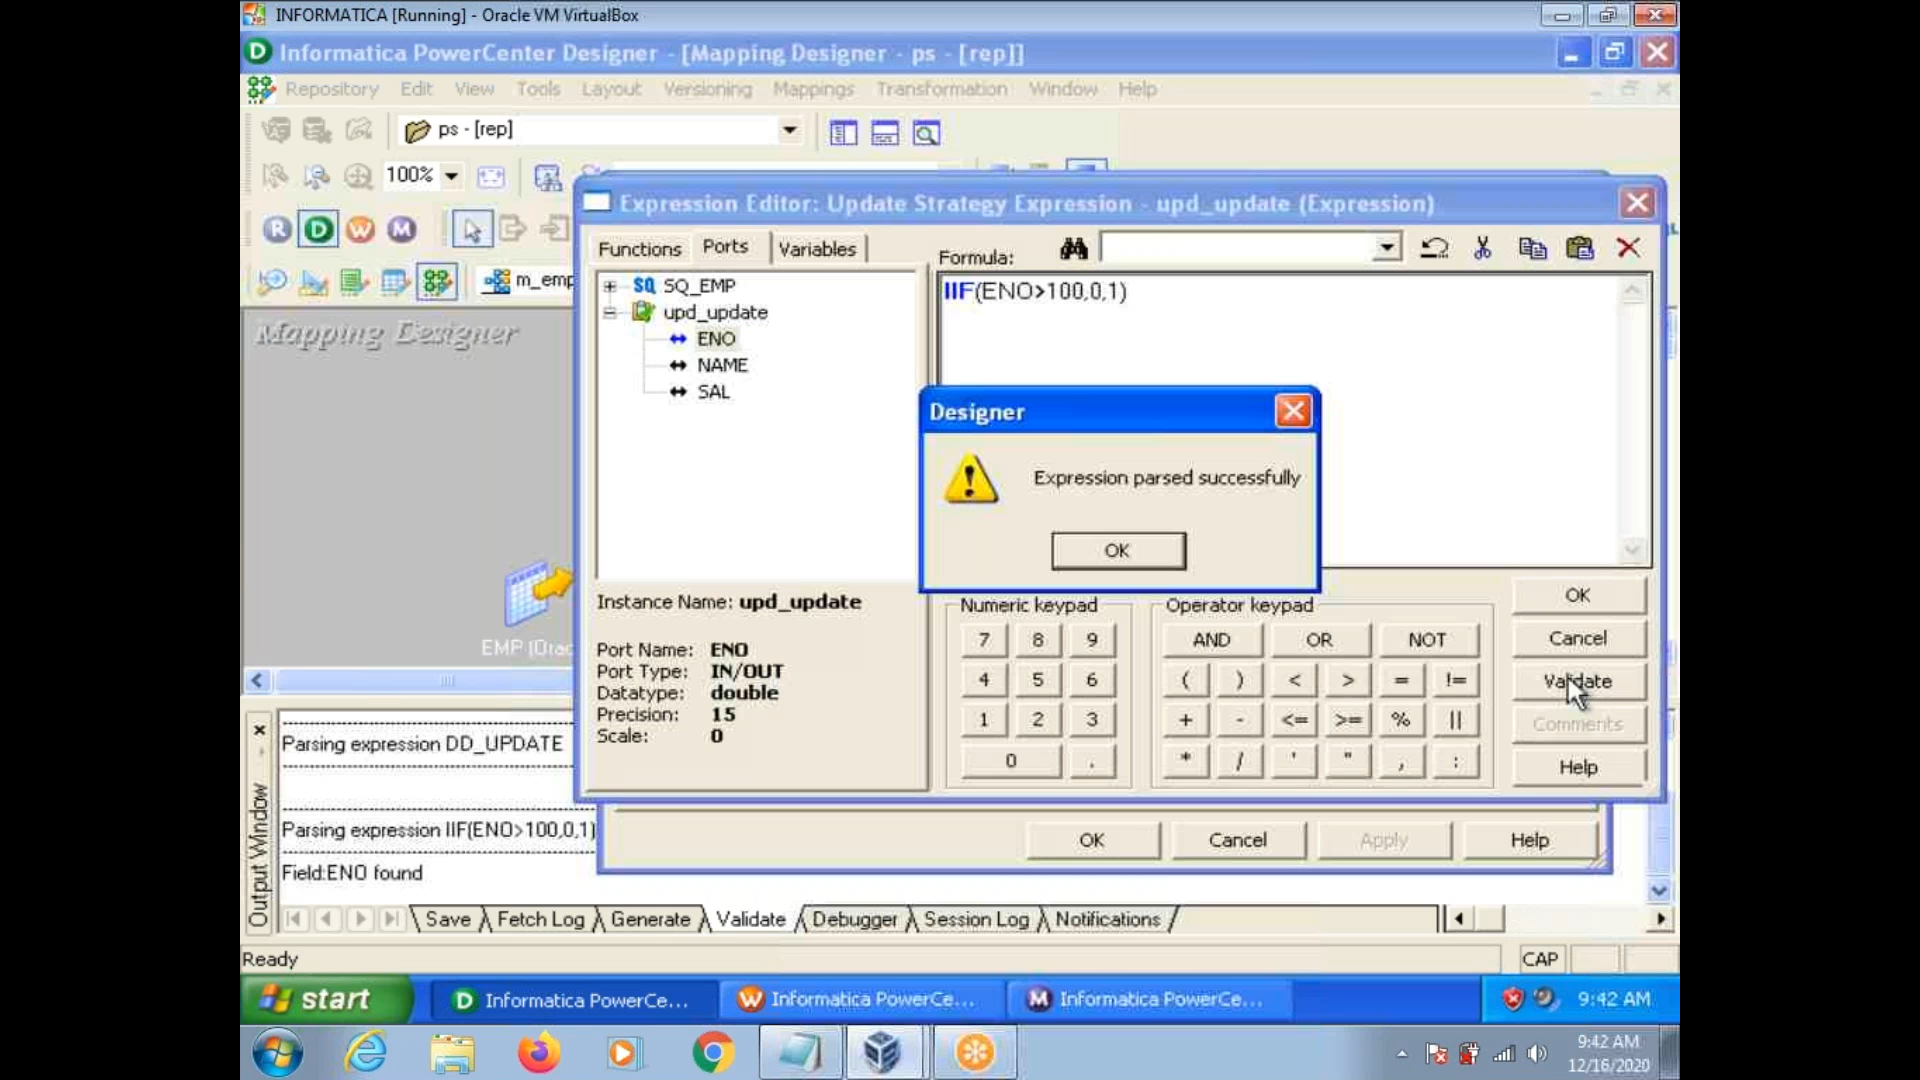 INFORMATICA [Running] - Oracle VM VirtualBox
Informatica PowerCenter Designer - [Mapping Designer - ps - [rep]]
Repository Edit View Tools Layout Versioning Mappings Transformation Window Help
ps - [rep]
100%
Expression Editor: Update Strategy Expression - upd_update (Expression)
R D W M
Functions Ports Variables
Formula:
m_emp
SQ SQ_EMP
IIF(ENO>100,0,1)
upd_update
Mapping Designer
ENO
NAME
SAL
Designer
Expression parsed successfully
OK
Instance Name: upd_update
Numeric keypad
Operator keypad
OK
7 8 9
AND OR NOT
Cancel
EMP (Orac
Port Name: ENO
Port Type: IN/OUT
4 5 6
( ) < > = !=
Validate
Datatype: double
Precision: 15
1 2 3
+ - <= >= % ||
Comments
Scale: 0
Parsing expression DD_UPDATE
0 .
* / ' " , :
Help
Output Window
Parsing expression IIF(ENO>100,0,1)
OK Cancel Apply Help
Field:ENO found
Save Fetch Log Generate Validate Debugger Session Log Notifications
Ready
CAP
start
D Informatica PowerCe...
W Informatica PowerCe...
M Informatica PowerCe...
9:42 AM
9:42 AM
12/16/2020